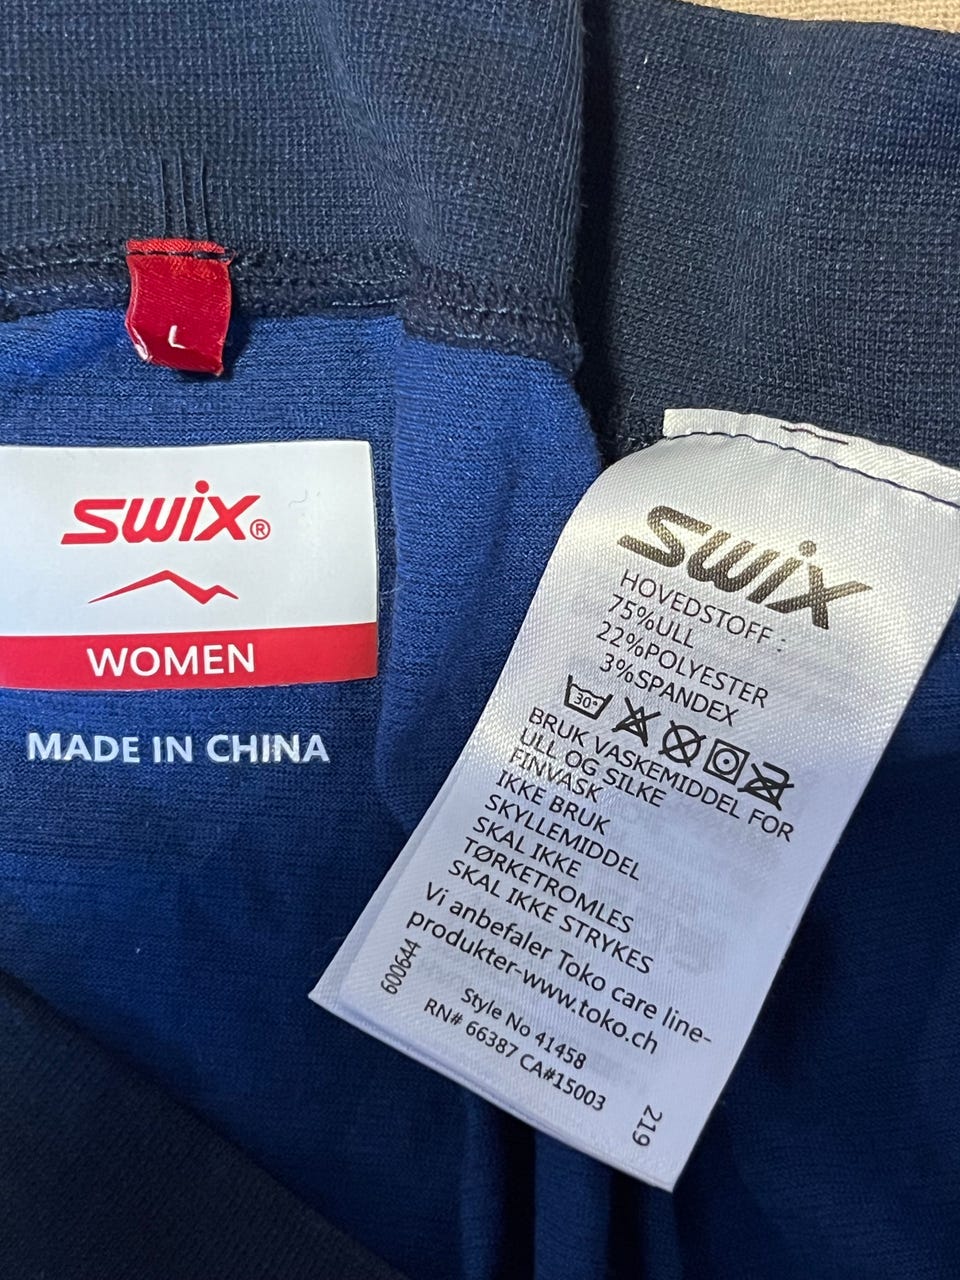 L
swix®
WOMEN
MADE IN CHINA
swix
HOVEDSTOFF :
75%ULL
22%POLYESTER
3%SPANDEX
30°
BRUK VASKEMIDDEL FOR
ULL OG SILKE
FINVASK
IKKE BRUK
SKYLLEMIDDEL
SKAL IKKE
TØRKETROMLES
SKAL IKKE STRYKES
Vi anbefaler Toko care line-
produkter-www.toko.ch
600644
Style No 41458
RN# 66387 CA#15003
219